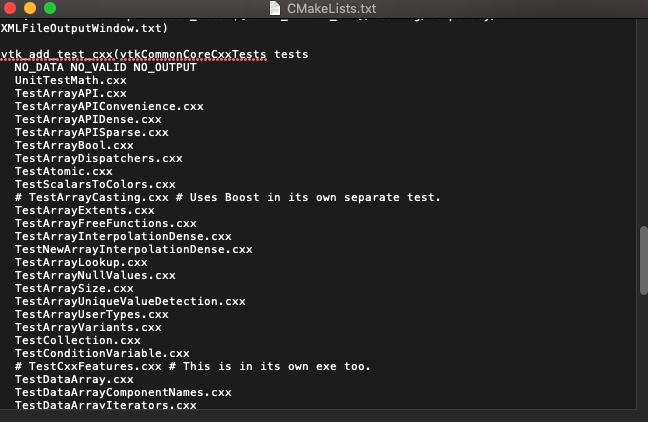 CMakeLists.txt
XMLFileOutputWindow.txt)
vtk_add_test_cxx(vtkCommonCoreCxxTests tests
NO_DATA NO_VALID NO_OUTPUT
UnitTestMath.cxx
TestArrayAPI.cxx
TestArrayAPIConvenience.cxx
TestArrayAPIDense.cxx
TestArrayAPISparse.cxx
TestArrayBool.cxx
TestArrayDispatchers.cxx
TestAtomic.cxx
TestScalarsToColors.cxx
# TestArrayCasting.cxx # Uses Boost in its own separate test.
TestArrayExtents.cxx
TestArrayFreeFunctions.cxx
TestArrayInterpolationDense.cxx
TestNewArrayInterpolationDense.cxx
TestArrayLookup.cxx
TestArrayNullValues.cxx
TestArraySize.cxx
TestArrayUniqueValueDetection.cxx
TestArrayUserTypes.cxx
TestArrayVariants.cxx
TestCollection.cxx
TestConditionVariable.cxx
# TestCxxFeatures.cxx # This is in its own exe too.
TestDataArray.cxx
TestDataArrayComponentNames.cxx
TestDataArrayIterators.cxx